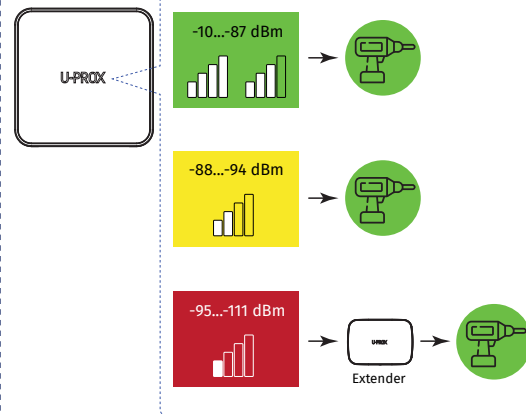 U-PROX
-10...-87 dBm
-88...-94 dBm
-95...-111 dBm
U-PROX
Extender